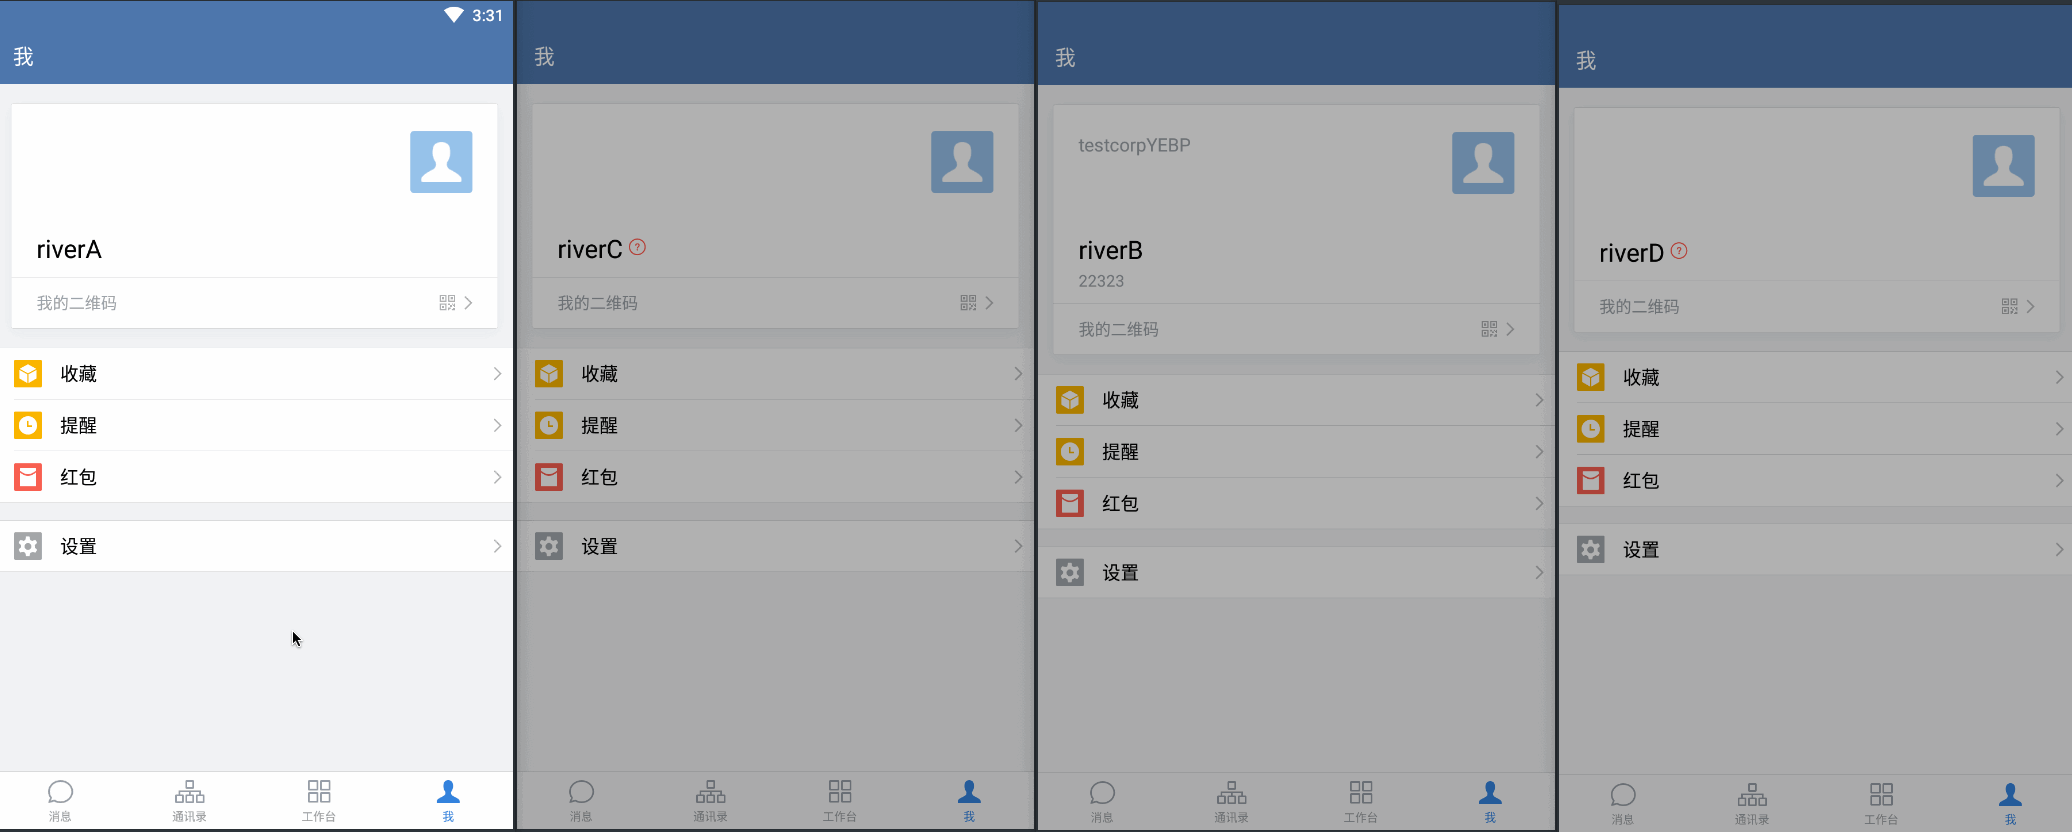 3:31
我
riverA
我的二维码
收藏
提醒
红包
设置
消息
通讯录
工作台
我
我
riverC
?
我的二维码
收藏
提醒
红包
设置
消息
通讯录
工作台
我
我
testcorpYEBP
riverB
22323
我的二维码
收藏
提醒
红包
设置
消息
通讯录
工作台
我
我
riverD
?
我的二维码
收藏
提醒
红包
设置
消息
通讯录
工作台
我